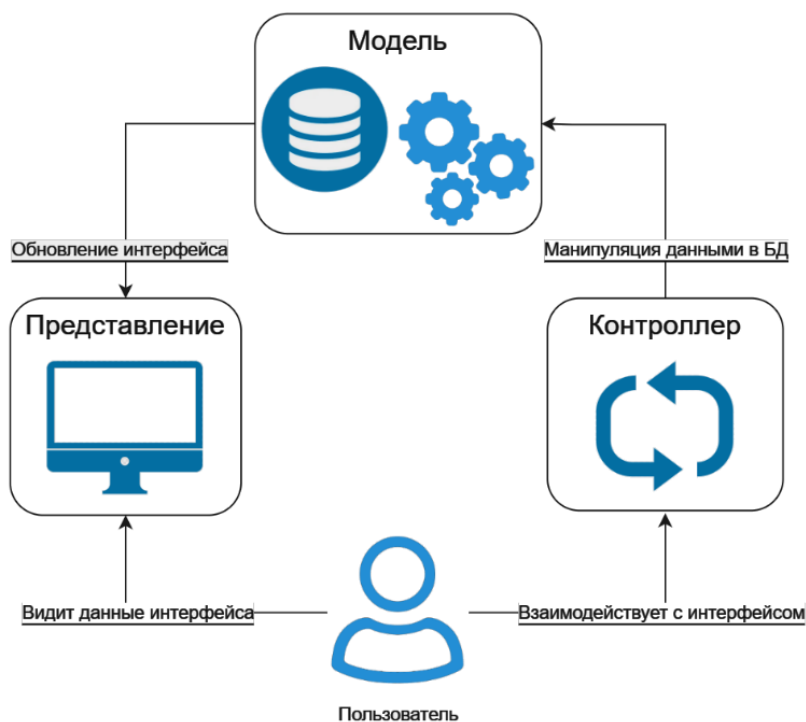 Модель
Обновление интерфейса
Манипуляция данными в БД
Представление
Контроллер
Видит данные интерфейса
Взаимодействует с интерфейсом
Пользователь